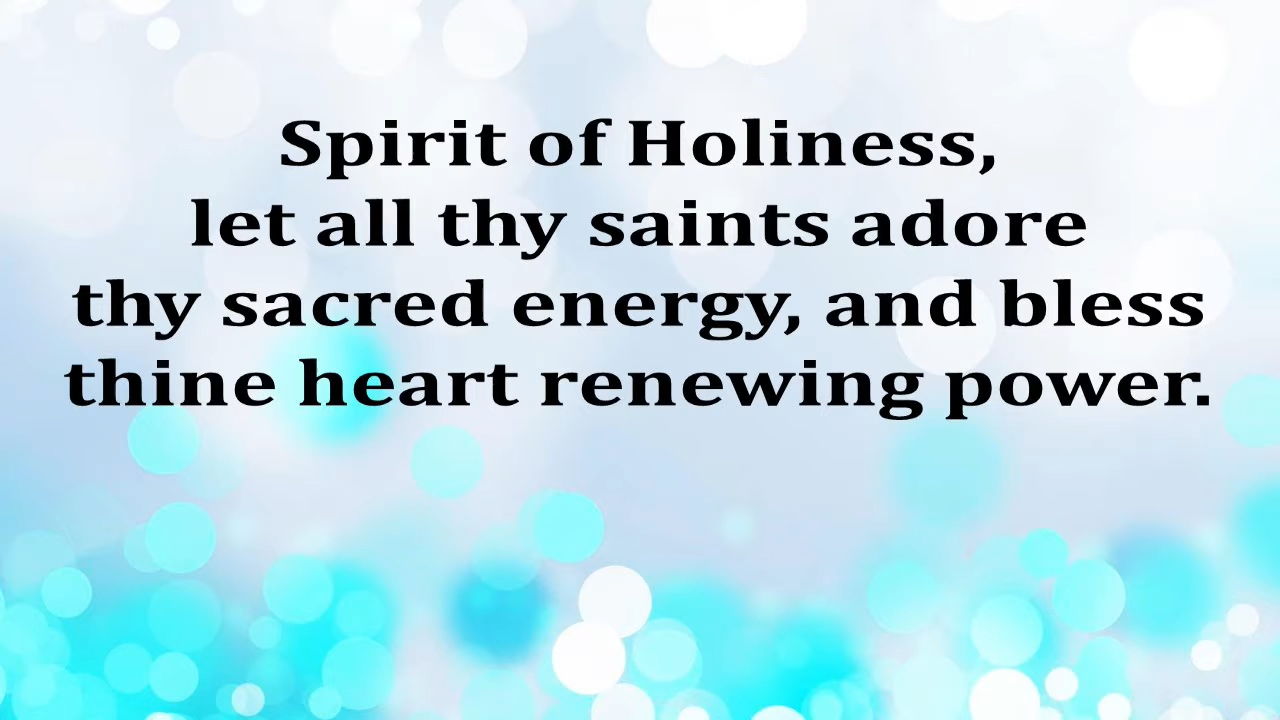 Spirit of Holiness,
let all thy saints adore
thy sacred energy, and bless
thine heart renewing power.